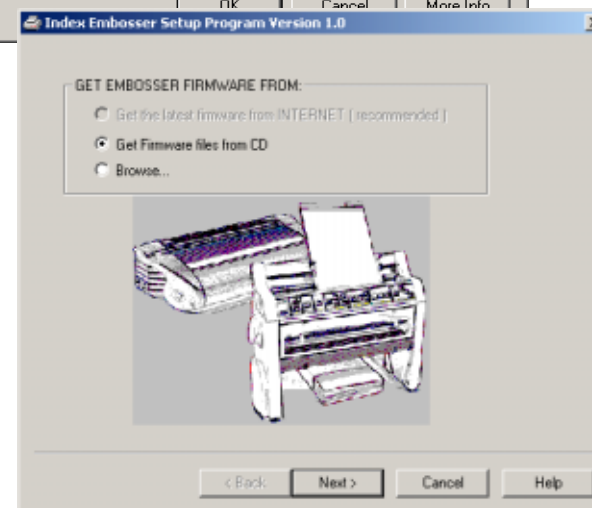 OK Cancel More Info
Index Embosser Setup Program Version 1.0
GET EMBOSSER FIRMWARE FROM:
Get the latest firmware from INTERNET ( recommended )
Get Firmware files from CD
Browse...
< Back Next > Cancel Help